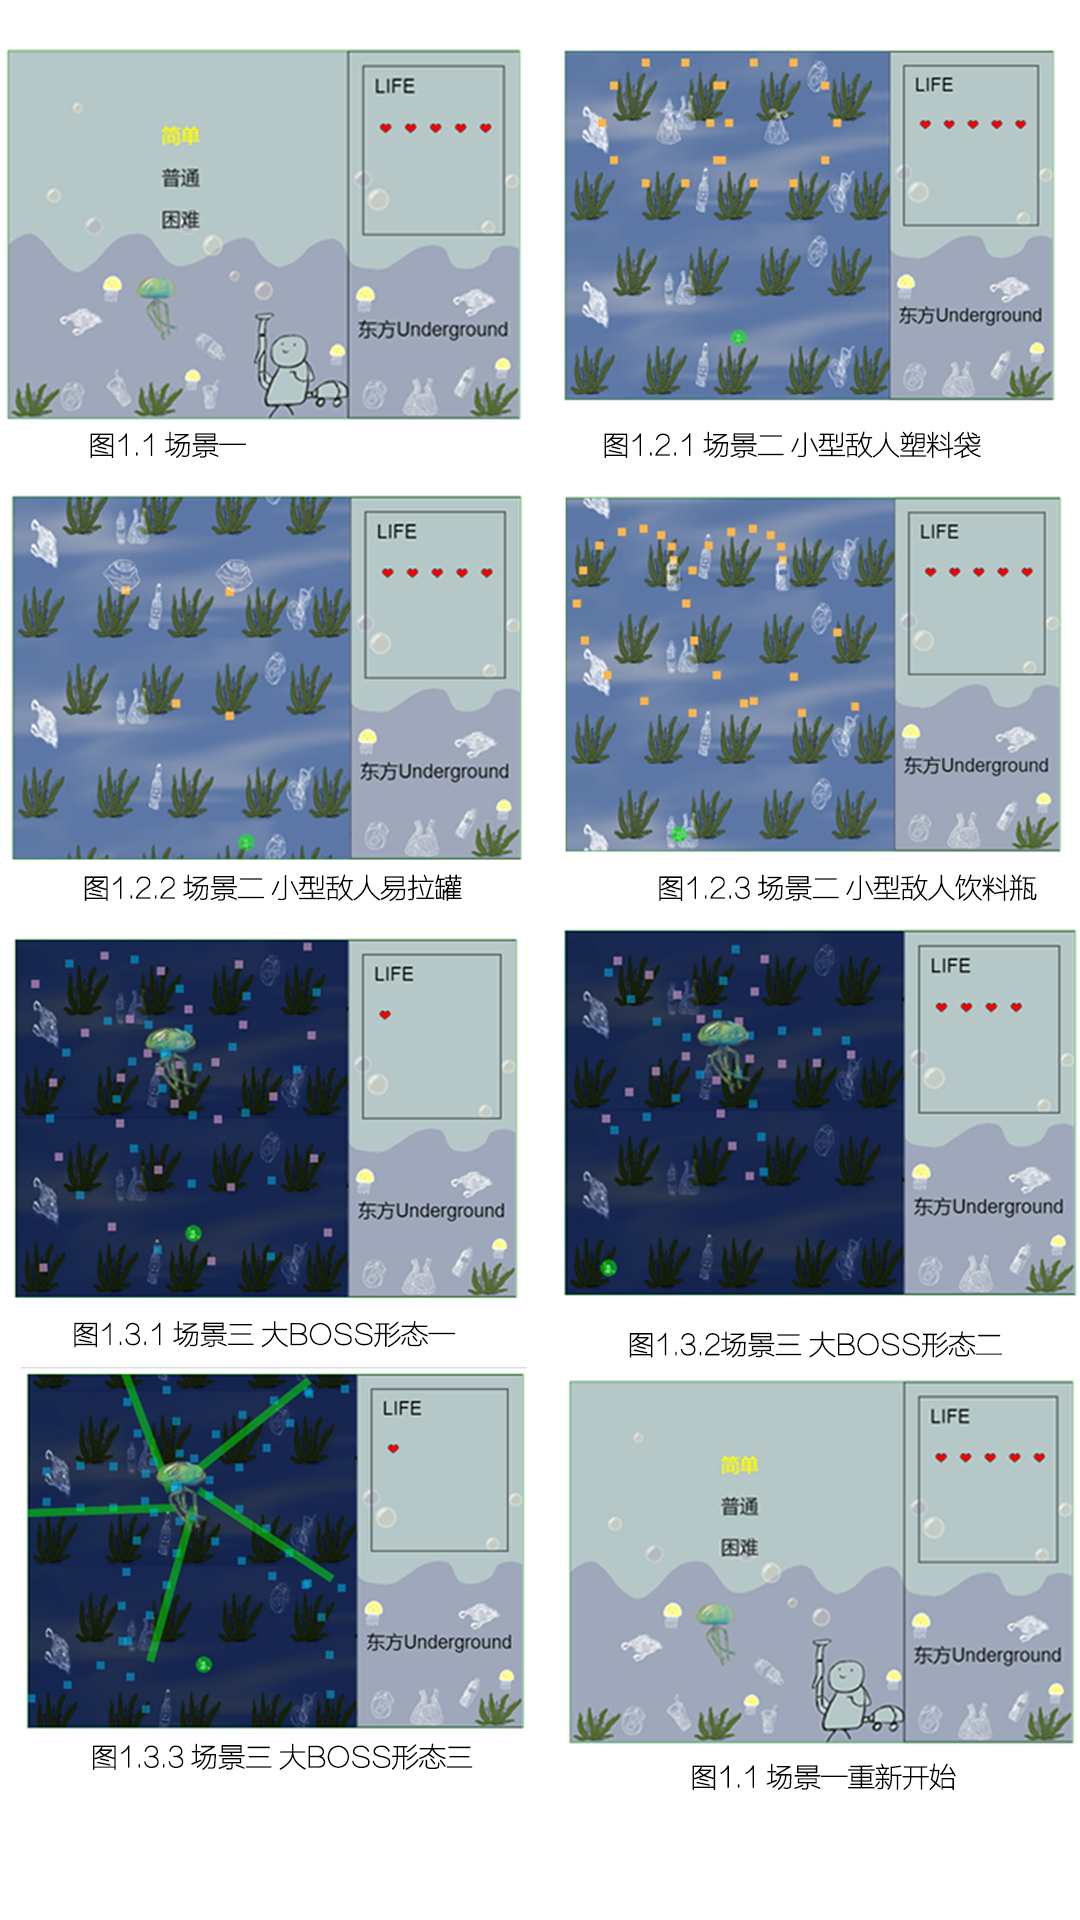 简单
普通
困难
LIFE
东方Underground
图1.1 场景一
LIFE
东方Underground
图1.2.1 场景二 小型敌人塑料袋
LIFE
东方Underground
图1.2.2 场景二 小型敌人易拉罐
LIFE
东方Underground
图1.2.3 场景二 小型敌人饮料瓶
LIFE
东方Underground
图1.3.1 场景三 大BOSS形态一
LIFE
东方Underground
图1.3.2场景三 大BOSS形态二
LIFE
东方Underground
图1.3.3 场景三 大BOSS形态三
简单
普通
困难
LIFE
东方Underground
图1.1 场景一重新开始